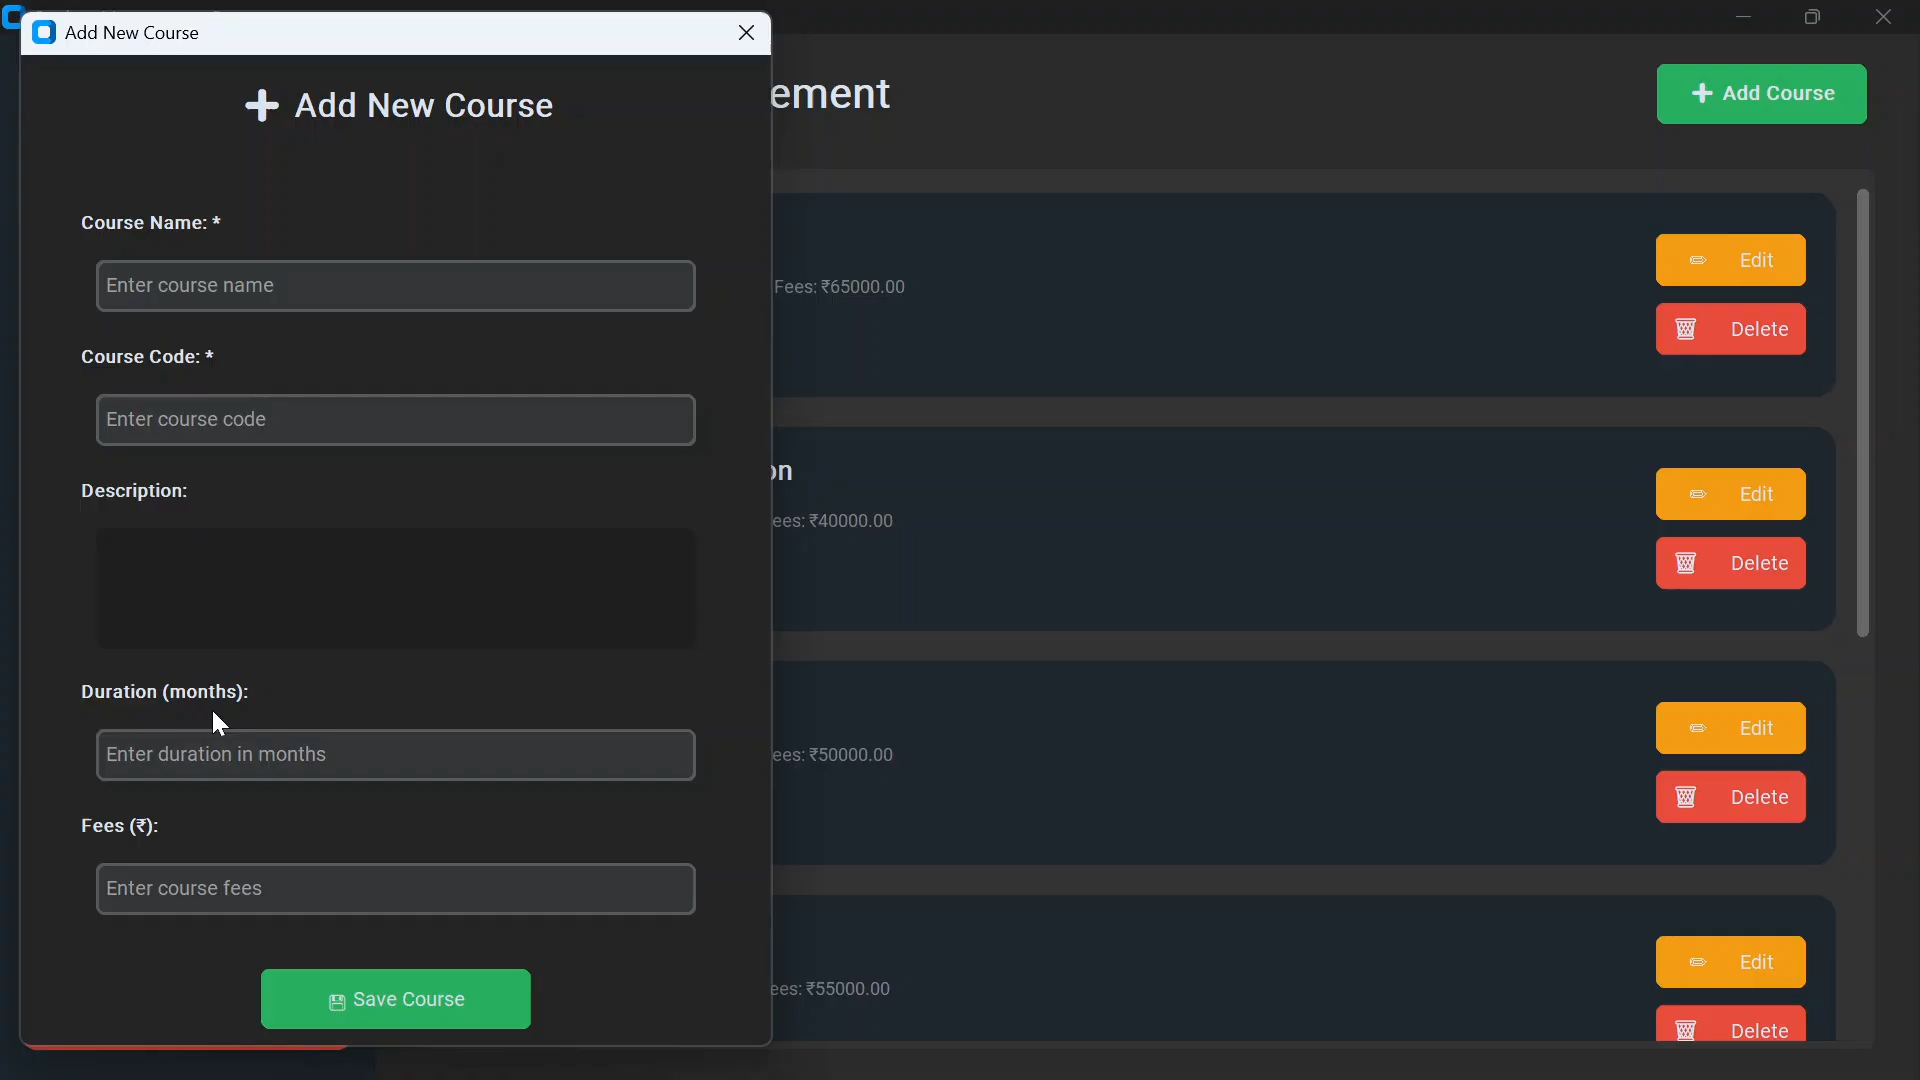 Add New Course
Add New Course
Course Name: *
Enter course name
Course Code: *
Enter course code
Description:
Duration (months):
Enter duration in months
Fees (₹):
Enter course fees
Save Course
ement
Add Course
Fees: ₹65000.00
Edit
Delete
on
ees: ₹40000.00
Edit
Delete
ees: ₹50000.00
Edit
Delete
ees: ₹55000.00
Edit
Delete